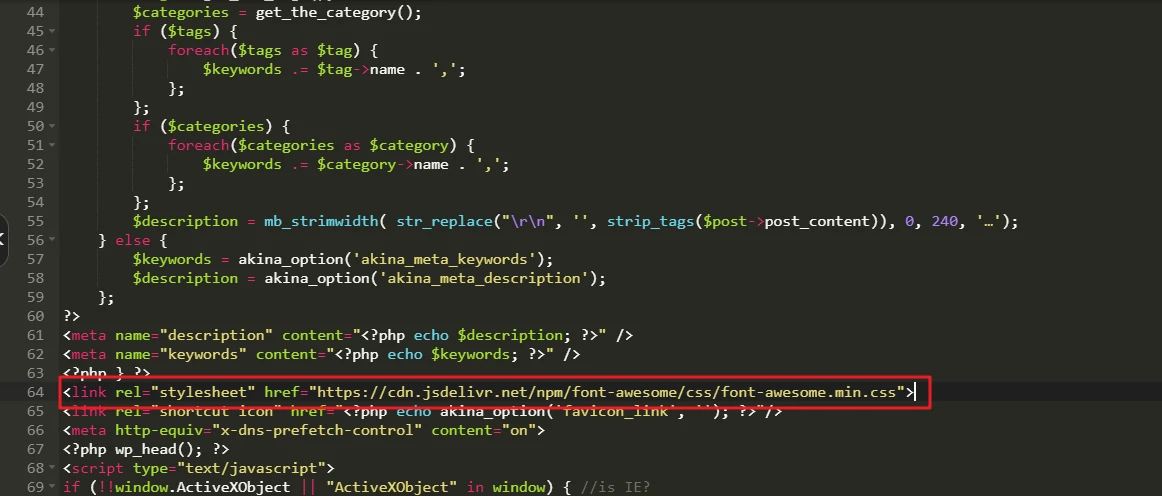 44 $categories = get_the_category();
45 if ($tags) {
46 foreach($tags as $tag) {
47 $keywords .= $tag->name . ',';
48 };
49 };
50 if ($categories) {
51 foreach($categories as $category) {
52 $keywords .= $category->name . ',';
53 };
54 };
55 $description = mb_strimwidth( str_replace("\r\n", '', strip_tags($post->post_content)), 0, 240, '…');
56 } else {
57 $keywords = akina_option('akina_meta_keywords');
58 $description = akina_option('akina_meta_description');
59 };
60 ?>
61 <meta name="description" content="<?php echo $description; ?>" />
62 <meta name="keywords" content="<?php echo $keywords; ?>" />
63 <?php } ?>
64 <link rel="stylesheet" href="https://cdn.jsdelivr.net/npm/font-awesome/css/font-awesome.min.css">
65 <link rel="shortcut icon" href="<?php echo akina_option('favicon_link', ''); ?>"/>
66 <meta http-equiv="x-dns-prefetch-control" content="on">
67 <?php wp_head(); ?>
68 <script type="text/javascript">
69 if (!!window.ActiveXObject || "ActiveXObject" in window) { //is IE?